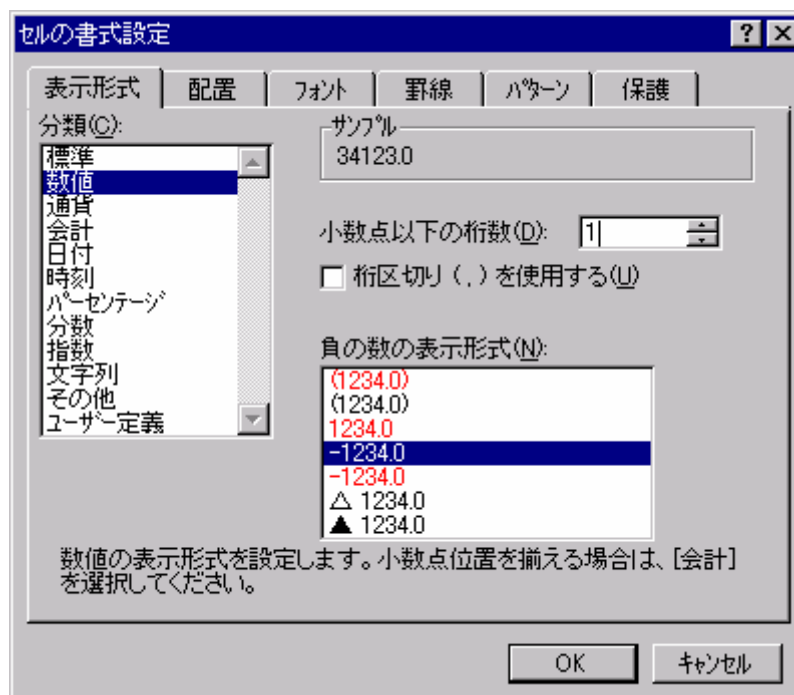 セルの書式設定
表示形式 配置 フォント 罫線 パターン 保護
分類(C):
標準
数値
通貨
会計
日付
時刻
パーセンテージ
分数
指数
文字列
その他
ユーザー定義
サンプル
34123.0
小数点以下の桁数(D): 1
桁区切り(,)を使用する(U)
負の数の表示形式(N):
(1234.0)
(1234.0)
1234.0
-1234.0
-1234.0
△ 1234.0
▲ 1234.0
数値の表示形式を設定します。小数点位置を揃える場合は、[会計]
を選択してください。
OK キャンセル